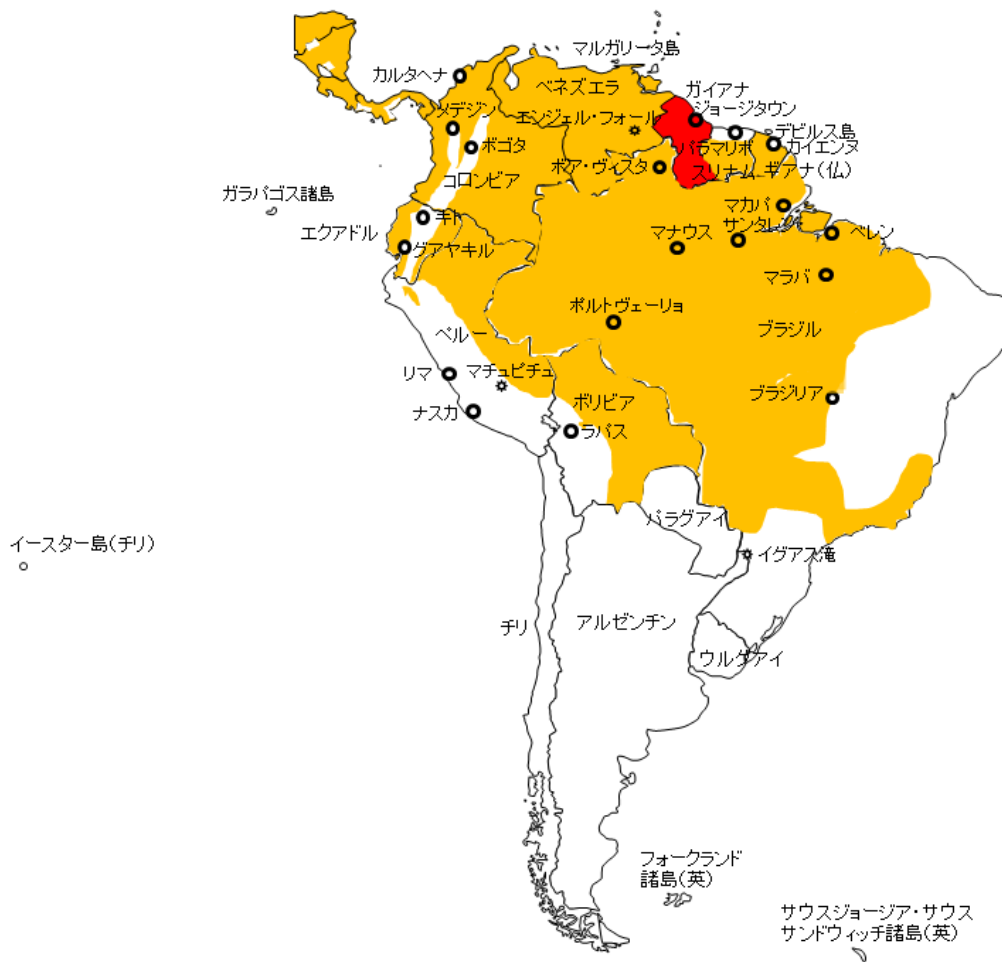 マルガリータ島
カルタヘナ
ベネズエラ
ガイアナ
ジョージタウン
メデジン
エンジェル・フォール
デビルス島
ボゴタ
パラマリボ
カイエンヌ
ボア・ヴィスタ
スリナム
ギアナ(仏)
コロンビア
ガラパゴス諸島
マカパ
キト
エクアドル
サンタレン
ベレン
グアヤキル
マナウス
マラバ
ポルトヴェーリョ
ペルー
ブラジル
リマ
マチュピチュ
ブラジリア
ボリビア
ナスカ
ラパス
パラグアイ
イースター島(チリ)
イグアス滝
チリ
アルゼンチン
ウルグアイ
フォークランド
諸島(英)
サウスジョージア・サウス
サンドウィッチ諸島(英)